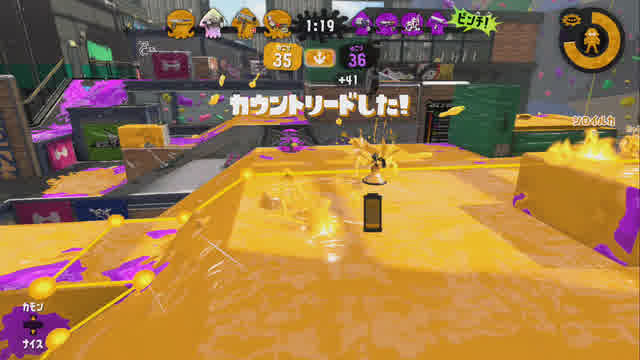 1:19
ピンチ!
のこり
35
のこり
36
+41
カウントリードした!
シロイルカ
カモン
ナイス